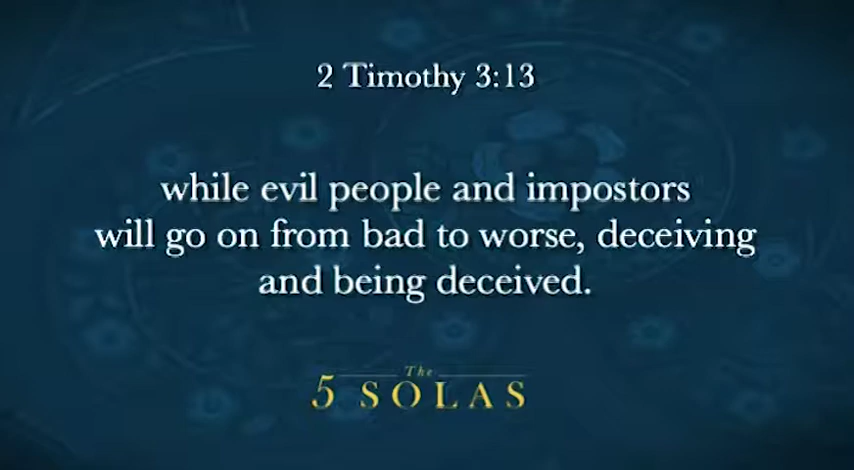 2 Timothy 3:13
while evil people and impostors
will go on from bad to worse, deceiving
and being deceived.
The
5 SOLAS